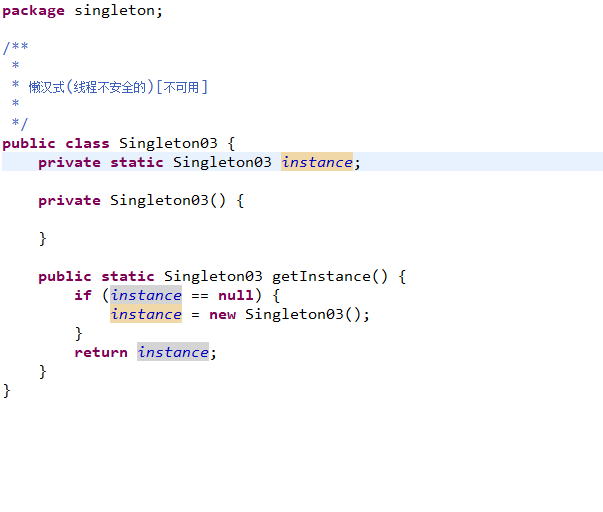 package singleton;
/**
 *
 * 懒汉式(线程不安全的)[不可用]
 *
 */
public class Singleton03 {
    private static Singleton03 instance;
    private Singleton03() {
    }
    public static Singleton03 getInstance() {
        if (instance == null) {
            instance = new Singleton03();
        }
        return instance;
    }
}